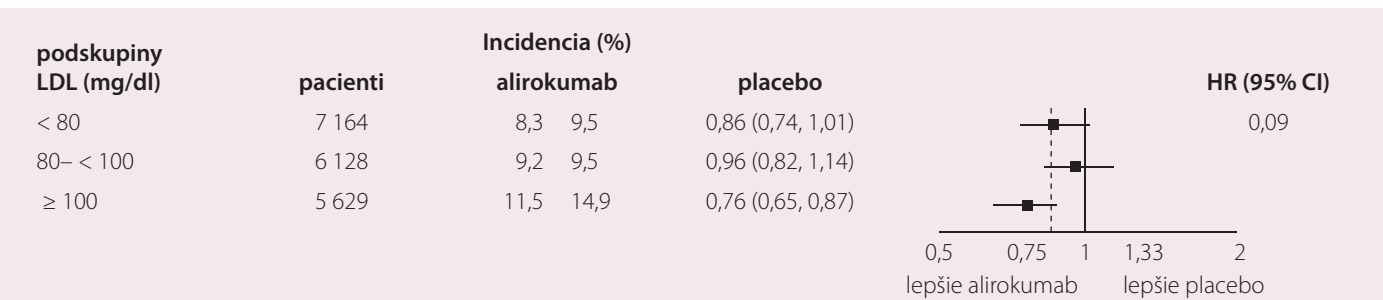 Incidencia (%)
podskupiny
LDL (mg/dl) pacienti alirokumab placebo HR (95% CI)
< 80 7 164 8,3 9,5 0,86 (0,74, 1,01) 0,09
80– < 100 6 128 9,2 9,5 0,96 (0,82, 1,14)
≥ 100 5 629 11,5 14,9 0,76 (0,65, 0,87)
0,5 0,75 1 1,33 2
lepšie alirokumab lepšie placebo